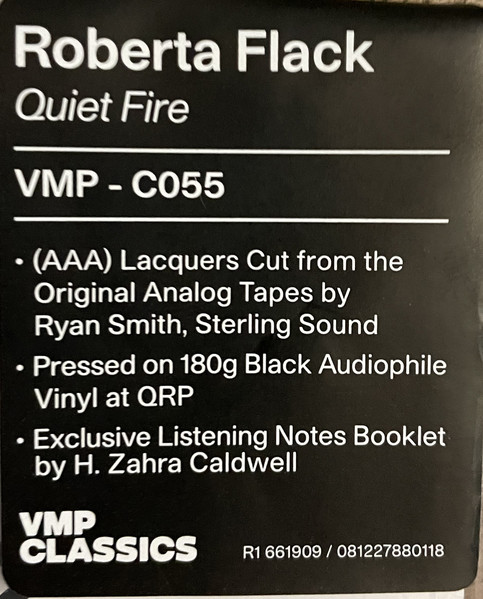 Roberta Flack
Quiet Fire
VMP - C055
• (AAA) Lacquers Cut from the
Original Analog Tapes by
Ryan Smith, Sterling Sound
• Pressed on 180g Black Audiophile
Vinyl at QRP
• Exclusive Listening Notes Booklet
by H. Zahra Caldwell
VMP
CLASSICS
R1 661909 / 081227880118